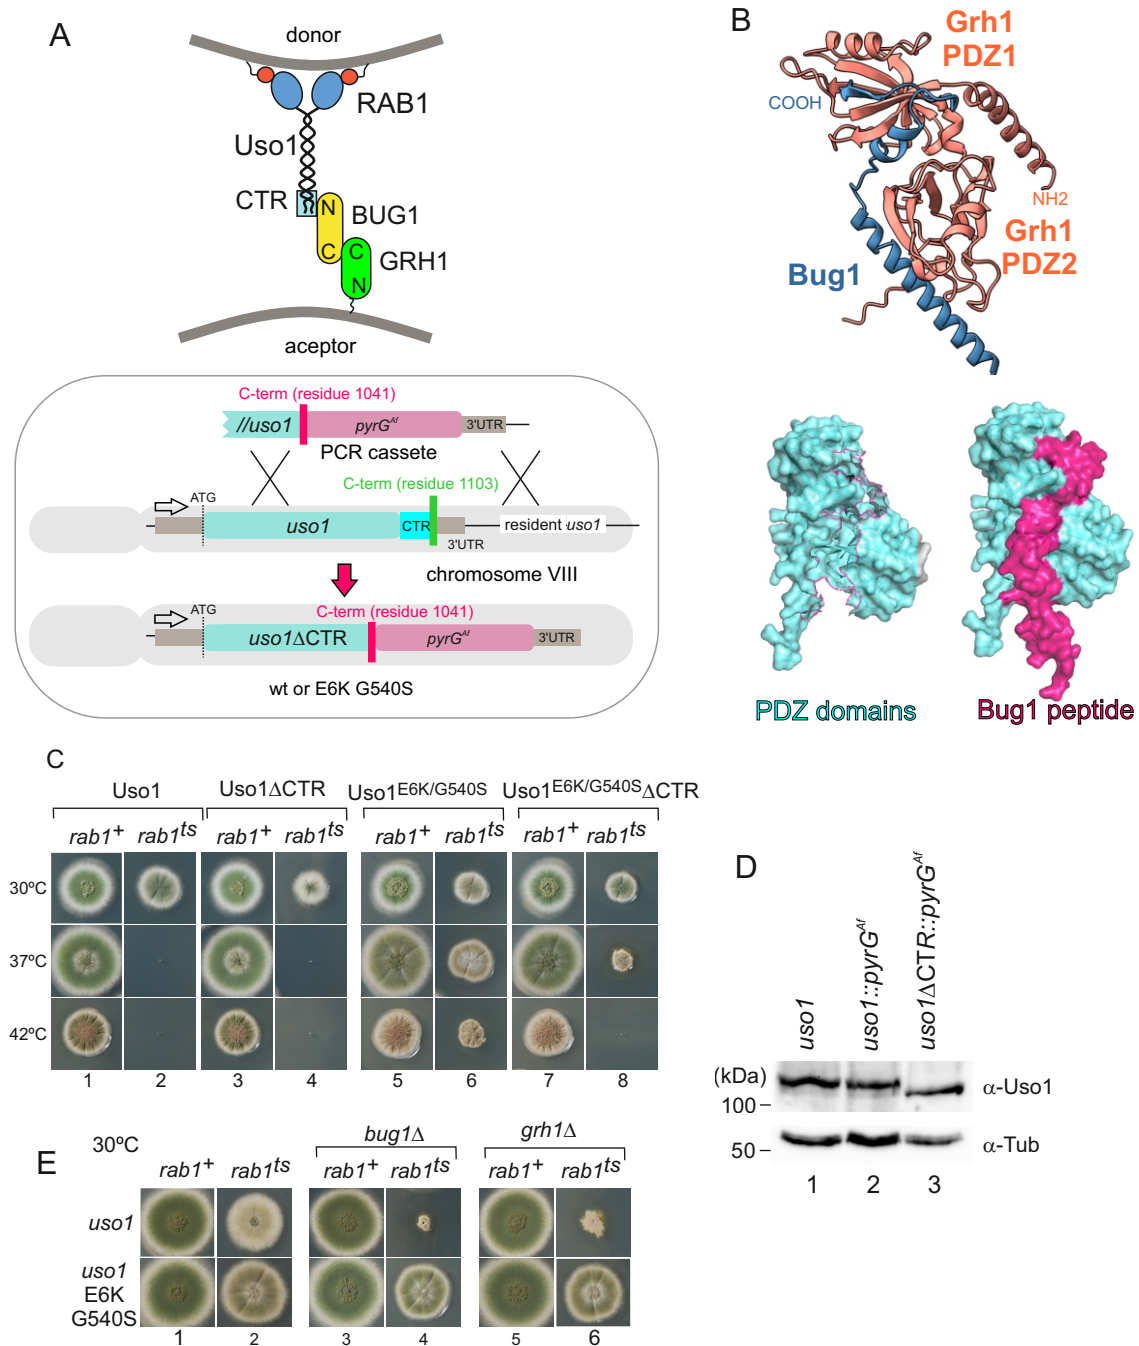 A
donor
RAB1
Uso1
CTR
N
BUG1
C
C
GRH1
N
aceptor
C-term (residue 1041)
//uso1
pyrG^Af
3'UTR
PCR cassete
C-term (residue 1103)
ATG
uso1
CTR
resident uso1
3'UTR
chromosome VIII
ATG
C-term (residue 1041)
uso1ΔCTR
pyrG^Af
3'UTR
wt or E6K G540S
B
Grh1
PDZ1
COOH
NH2
Grh1
PDZ2
Bug1
PDZ domains
Bug1 peptide
C
Uso1 Uso1ΔCTR Uso1^E6K/G540S Uso1^E6K/G540S ΔCTR
rab1+ rab1^ts rab1+ rab1^ts rab1+ rab1^ts rab1+ rab1^ts
30ºC
37ºC
42ºC
1 2 3 4 5 6 7 8
D
uso1
uso1::pyrG^Af
uso1ΔCTR::pyrG^Af
(kDa)
100
α-Uso1
50
α-Tub
1 2 3
E
30ºC
bug1Δ grh1Δ
rab1+ rab1^ts rab1+ rab1^ts rab1+ rab1^ts
uso1
uso1
E6K
G540S
1 2 3 4 5 6